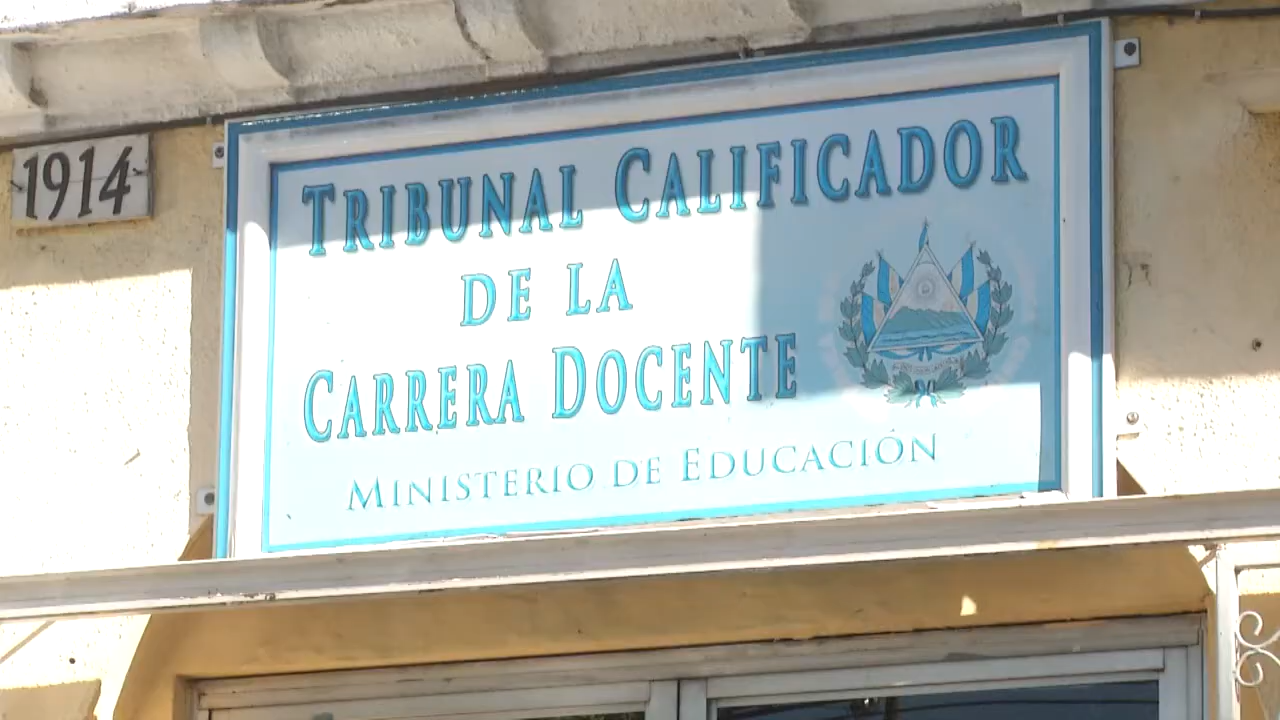 1914
TRIBUNAL CALIFICADOR
DE LA
CARRERA DOCENTE
MINISTERIO DE EDUCACIÓN